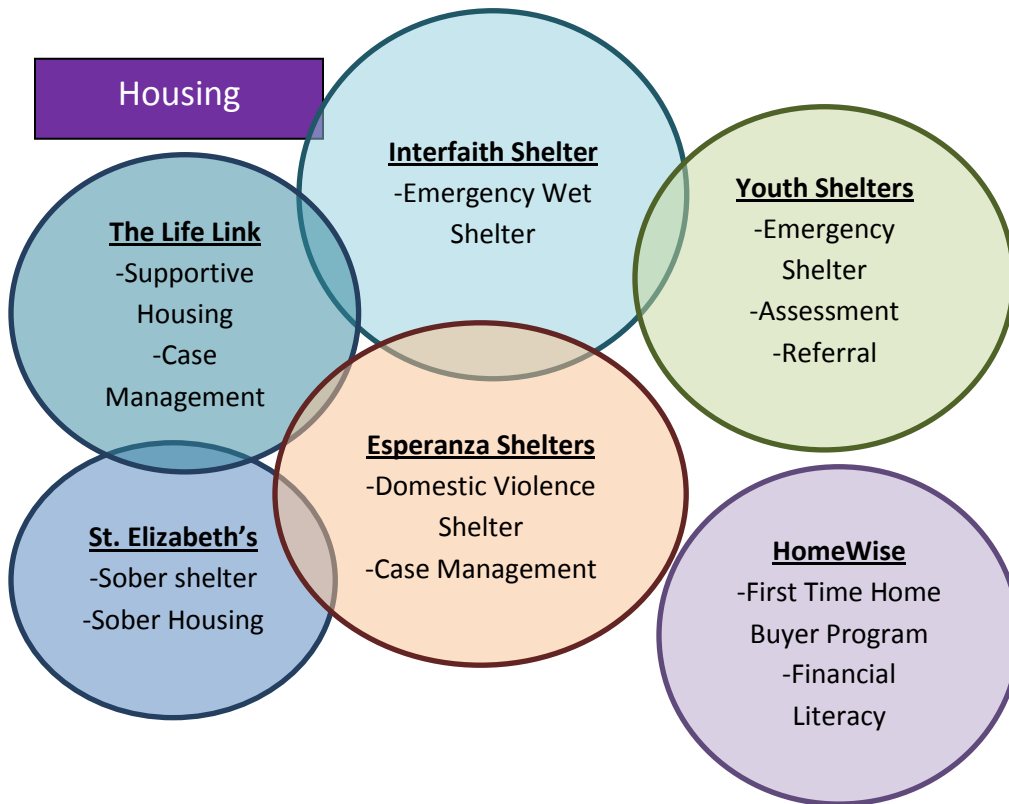 Housing
Interfaith Shelter
-Emergency Wet
Shelter
Youth Shelters
-Emergency
Shelter
-Assessment
-Referral
The Life Link
-Supportive
Housing
-Case
Management
Esperanza Shelters
-Domestic Violence
Shelter
-Case Management
St. Elizabeth’s
-Sober shelter
-Sober Housing
HomeWise
-First Time Home
Buyer Program
-Financial
Literacy